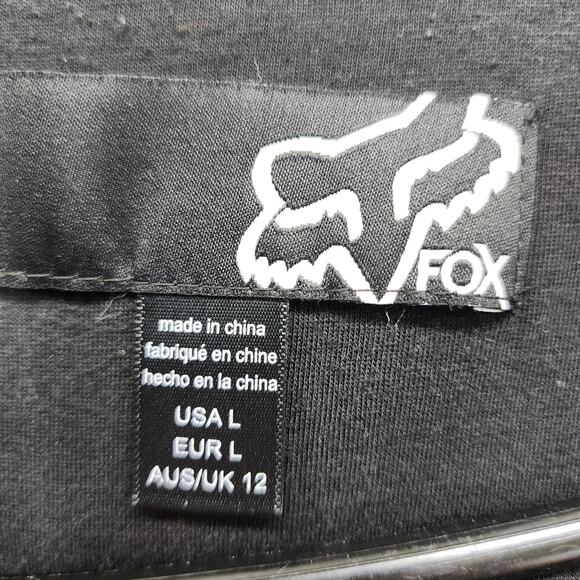 FOX
made in china
fabriqué en chine
hecho en la china
USA L
EUR L
AUS/UK 12